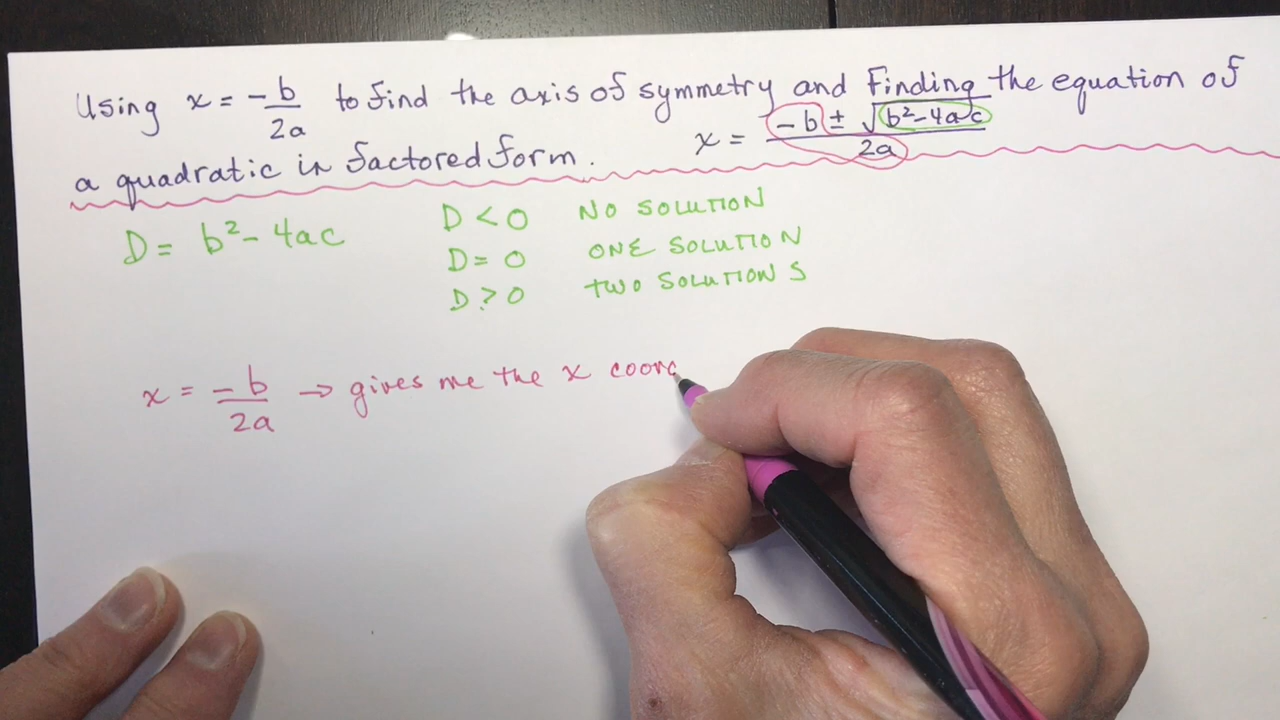 Using x = -b/2a to find the axis of symmetry and Finding the equation of
a quadratic in factored form. x = -b ± √b²-4ac / 2a
D = b² - 4ac
D < 0 NO SOLUTION
D = 0 ONE SOLUTION
D > 0 TWO SOLUTIONS
x = -b/2a → gives me the x coord